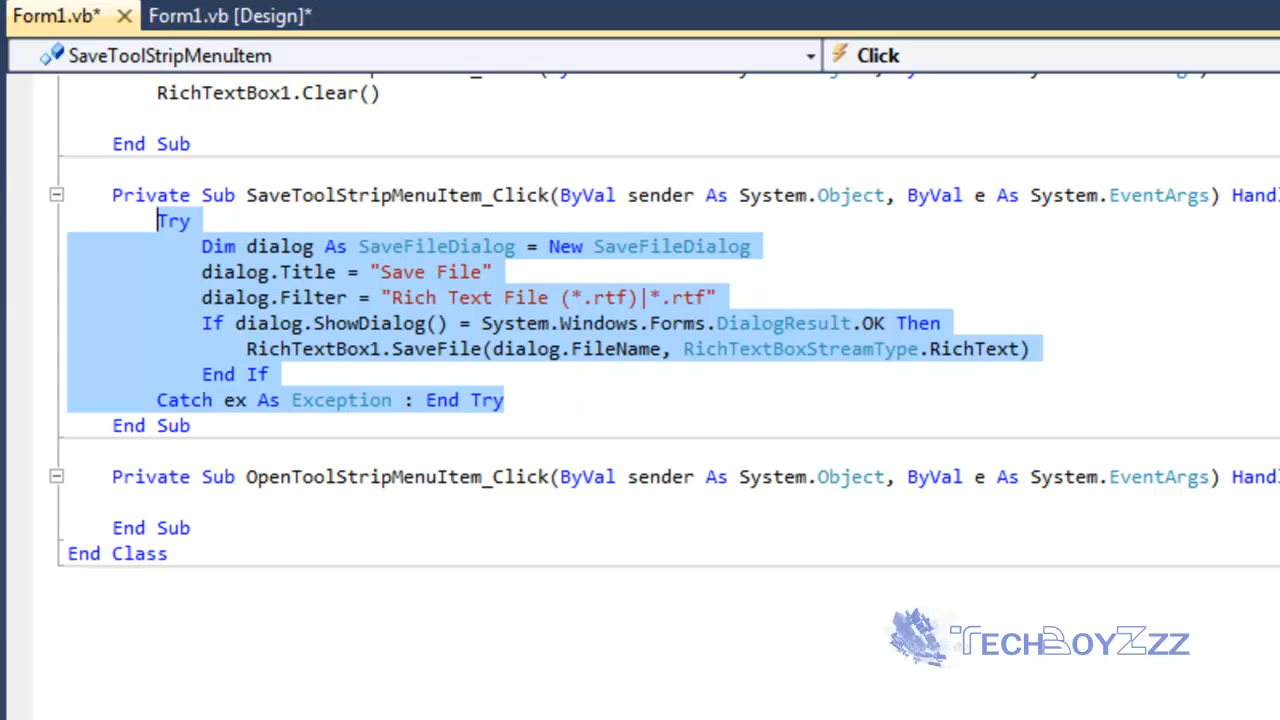 Form1.vb*
Form1.vb [Design]*
SaveToolStripMenuItem
Click
RichTextBox1.Clear()
End Sub
Private Sub SaveToolStripMenuItem_Click(ByVal sender As System.Object, ByVal e As System.EventArgs) Handl
Try
Dim dialog As SaveFileDialog = New SaveFileDialog
dialog.Title = "Save File"
dialog.Filter = "Rich Text File (*.rtf)|*.rtf"
If dialog.ShowDialog() = System.Windows.Forms.DialogResult.OK Then
RichTextBox1.SaveFile(dialog.FileName, RichTextBoxStreamType.RichText)
End If
Catch ex As Exception : End Try
End Sub
Private Sub OpenToolStripMenuItem_Click(ByVal sender As System.Object, ByVal e As System.EventArgs) Handl
End Sub
End Class
TechBoyZzz